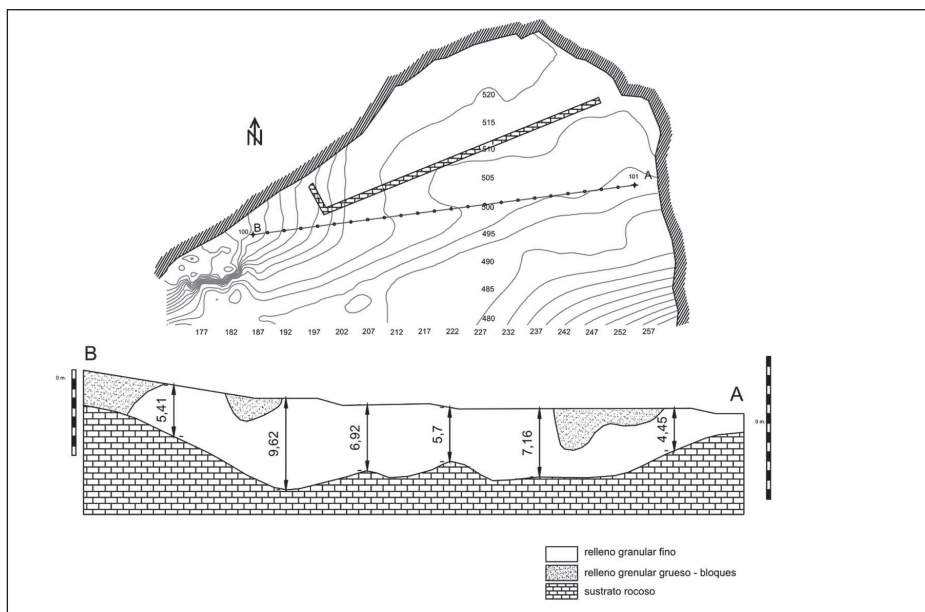 N
520
515
510
505
500
495
490
485
480
101
A
100
B
177 182 187 192 197 202 207 212 217 222 227 232 237 242 247 252 257
B
A
0 m.
0 m.
5,41
9,62
6,92
5,7
7,16
4,45
relleno granular fino
relleno grenular grueso - bloques
sustrato rocoso